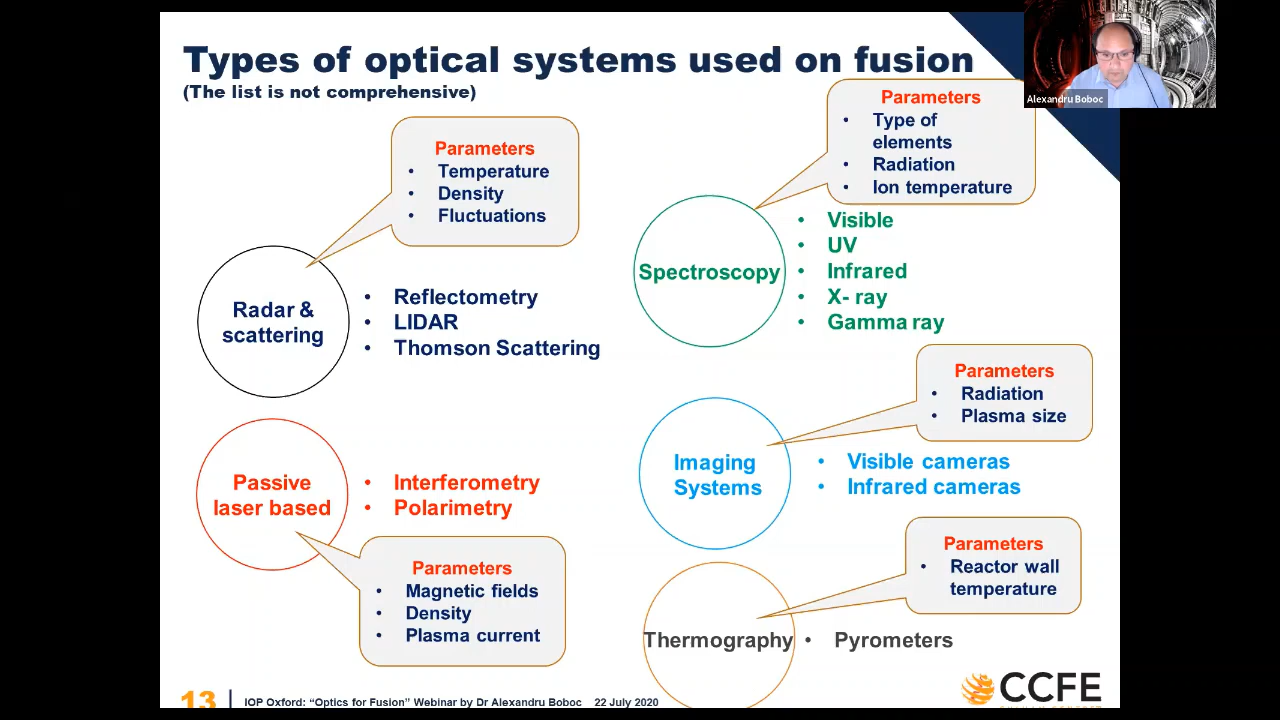 Types of optical systems used on fusion
(The list is not comprehensive)
Alexandru Boboc
Parameters
• Temperature
• Density
• Fluctuations
Radar &
scattering
• Reflectometry
• LIDAR
• Thomson Scattering
Parameters
• Type of
elements
• Radiation
• Ion temperature
Spectroscopy
• Visible
• UV
• Infrared
• X- ray
• Gamma ray
Passive
laser based
• Interferometry
• Polarimetry
Parameters
• Magnetic fields
• Density
• Plasma current
Parameters
• Radiation
• Plasma size
Imaging
Systems
• Visible cameras
• Infrared cameras
Parameters
• Reactor wall
temperature
Thermography
• Pyrometers
13
IOP Oxford: “Optics for Fusion” Webinar by Dr Alexandru Boboc 22 July 2020
CCFE